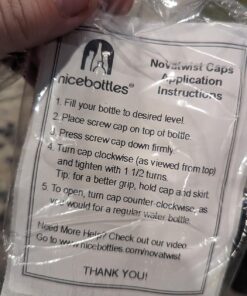 Novatwist Caps
Application
Instructions
nicebottles®
1. Fill your bottle to desired level.
2. Place screw cap on top of bottle.
3. Press screw cap down firmly.
4. Turn cap clockwise (as viewed from top)
and tighten with 1 1/2 turns.
Tip: for a better grip, hold cap and skirt.
5. To open, turn cap counter-clockwise, as
you would for a regular water bottle.
Need More Help? Check out our video
Go to www.nicebottles.com/novatwist
THANK YOU!